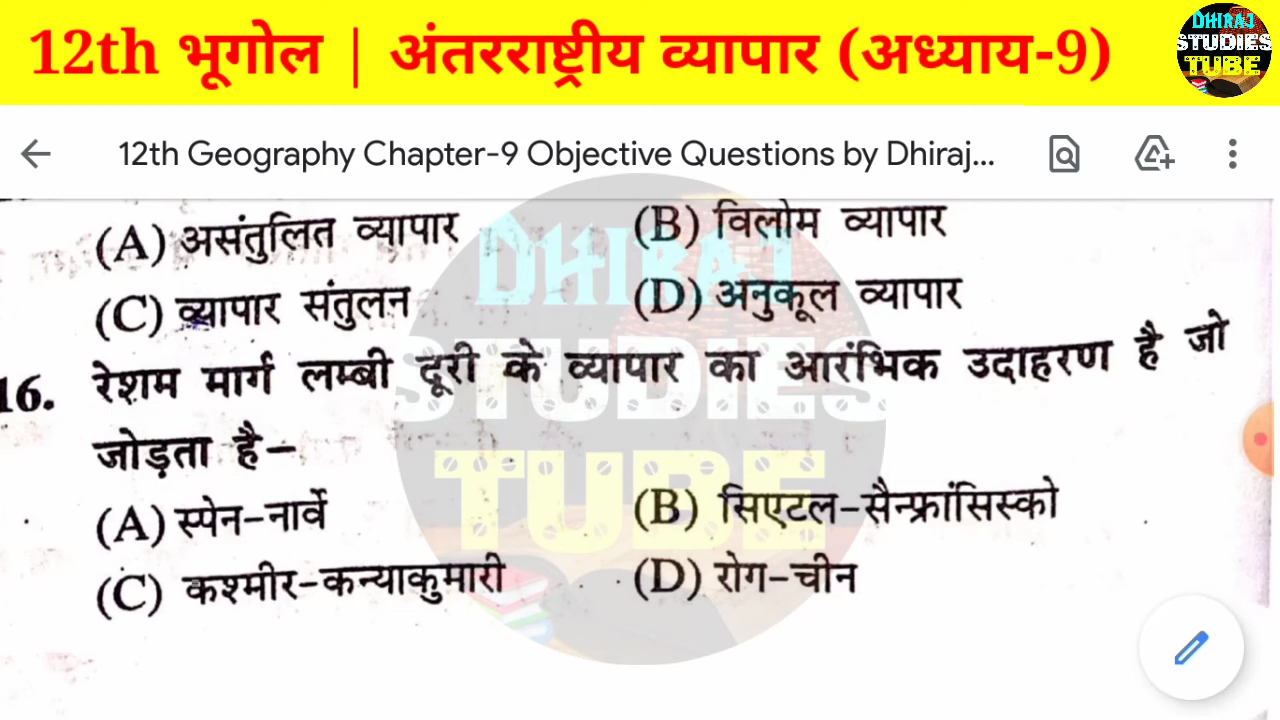 12th भूगोल | अंतरराष्ट्रीय व्यापार (अध्याय-9)
DHIRAJ
STUDIES
TUBE
12th Geography Chapter-9 Objective Questions by Dhiraj...
(A) असंतुलित व्यापार (B) विलोम व्यापार
(C) व्यापार संतुलन (D) अनुकूल व्यापार
16. रेशम मार्ग लम्बी दूरी के व्यापार का आरंभिक उदाहरण है जो
जोड़ता है–
(A) स्पेन-नार्वे (B) सिएटल-सैन्फ्रांसिस्को
(C) कश्मीर-कन्याकुमारी (D) रोग-चीन
DHIRAJ
STUDIES
TUBE